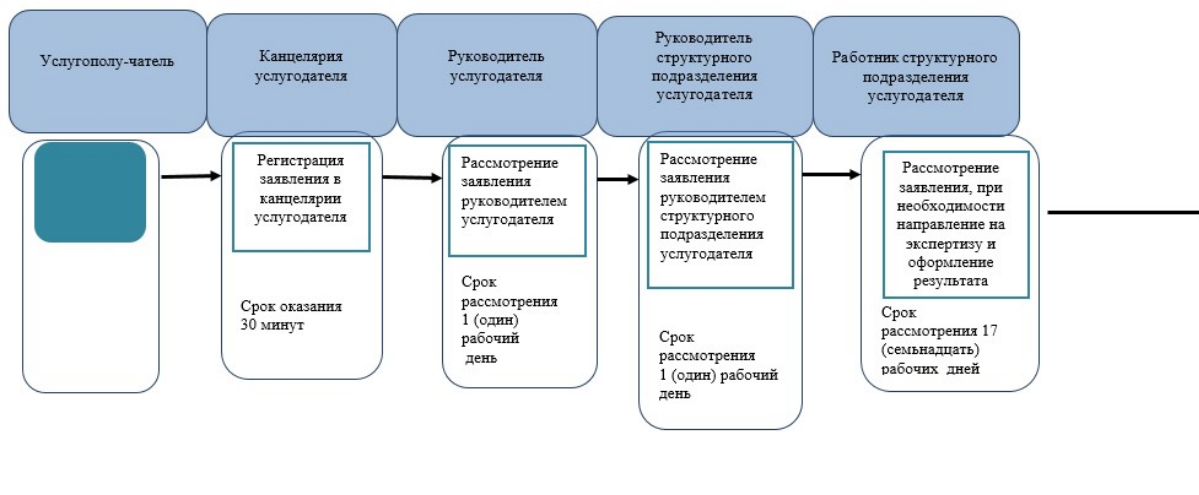 Услугополу-чатель
Канцелярия
услугодателя
Руководитель
услугодателя
Руководитель
структурного
подразделения
услугодателя
Работник структурного
подразделения
услугодателя
Регистрация
заявления в
канцелярии
услугодателя
Срок оказания
30 минут
Рассмотрение
заявления
руководителем
услугодателя
Срок
рассмотрения
1 (один)
рабочий
день
Рассмотрение
заявления
руководителем
структурного
подразделения
услугодателя
Срок
рассмотрения
1 (один) рабочий
день
Рассмотрение
заявления, при
необходимости
направление на
экспертизу и
оформление
результата
Срок
рассмотрения 17
(семьнадцать)
рабочих дней